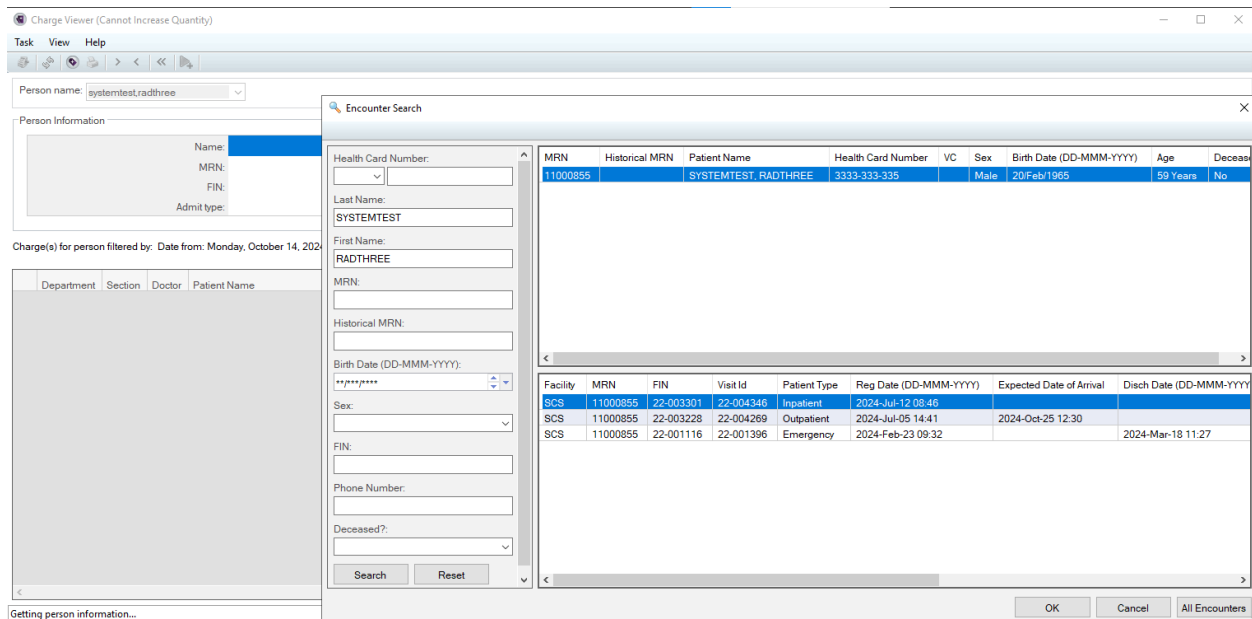 Charge Viewer (Cannot Increase Quantity)
Task View Help
Person name: systemtest,radthree
Person Information
Name:
MRN:
FIN:
Admit type:
Charge(s) for person filtered by: Date from: Monday, October 14, 202
Department Section Doctor Patient Name
Getting person information...
Encounter Search
Health Card Number:
Last Name:
SYSTEMTEST
First Name:
RADTHREE
MRN:
Historical MRN:
Birth Date (DD-MMM-YYYY):
**/***/****
Sex:
FIN:
Phone Number:
Deceased?:
Search Reset
MRN Historical MRN Patient Name Health Card Number VC Sex Birth Date (DD-MMM-YYYY) Age Decease
11000855 SYSTEMTEST, RADTHREE 3333-333-335 Male 20/Feb/1965 59 Years No
Facility MRN FIN Visit Id Patient Type Reg Date (DD-MMM-YYYY) Expected Date of Arrival Disch Date (DD-MMM-YYYY
SCS 11000855 22-003301 22-004346 Inpatient 2024-Jul-12 08:46
SCS 11000855 22-003228 22-004269 Outpatient 2024-Jul-05 14:41 2024-Oct-25 12:30
SCS 11000855 22-001116 22-001396 Emergency 2024-Feb-23 09:32 2024-Mar-18 11:27
OK Cancel All Encounters